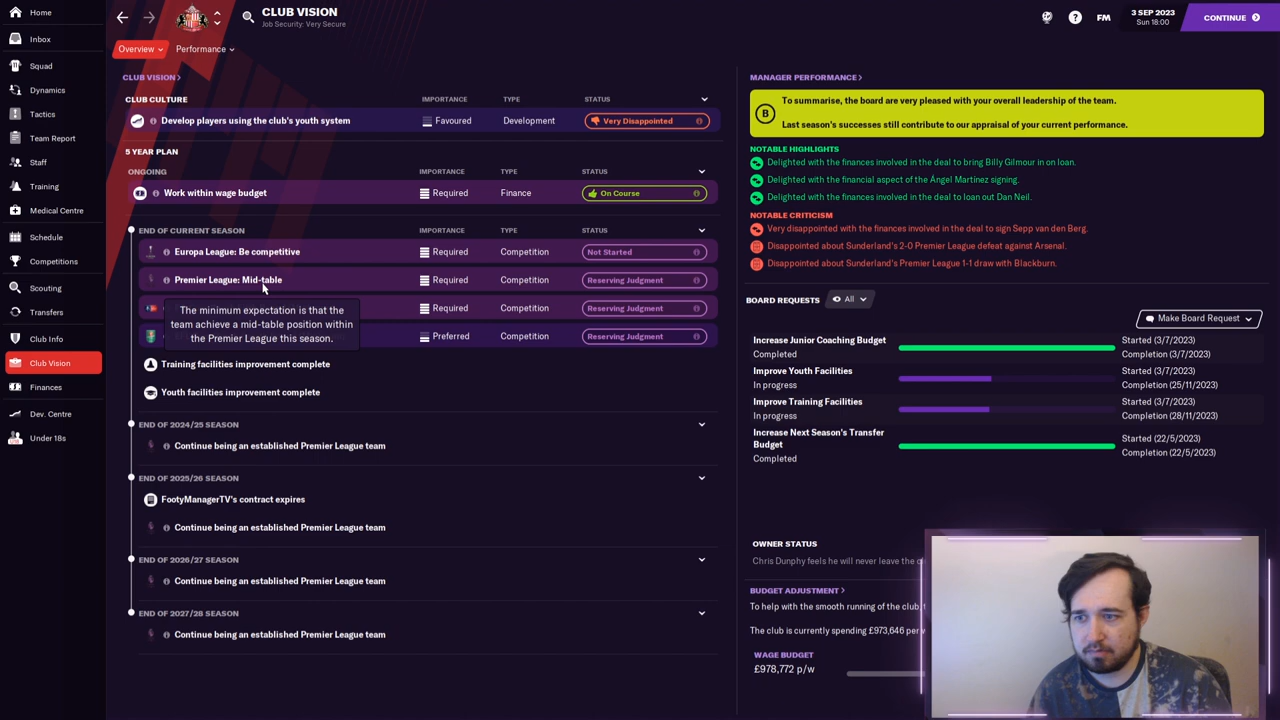 Home
Inbox
Squad
Dynamics
Tactics
Team Report
Staff
Training
Medical Centre
Schedule
Competitions
Scouting
Transfers
Club Info
Club Vision
Finances
Dev. Centre
Under 18s
CLUB VISION
Job Security: Very Secure
FM
3 SEP 2023
Sun 18:00
CONTINUE
Overview
Performance
CLUB VISION
CLUB CULTURE IMPORTANCE TYPE STATUS
Develop players using the club's youth system Favoured Development Very Disappointed
5 YEAR PLAN
ONGOING IMPORTANCE TYPE STATUS
Work within wage budget Required Finance On Course
END OF CURRENT SEASON IMPORTANCE TYPE STATUS
Europa League: Be competitive Required Competition Not Started
Premier League: Mid-table Required Competition Reserving Judgment
Required Competition Reserving Judgment
Preferred Competition Reserving Judgment
The minimum expectation is that the
team achieve a mid-table position within
the Premier League this season.
Training facilities improvement complete
Youth facilities improvement complete
END OF 2024/25 SEASON
Continue being an established Premier League team
END OF 2025/26 SEASON
FootyManagerTV's contract expires
Continue being an established Premier League team
END OF 2026/27 SEASON
Continue being an established Premier League team
END OF 2027/28 SEASON
Continue being an established Premier League team
MANAGER PERFORMANCE
B
To summarise, the board are very pleased with your overall leadership of the team.
Last season's successes still contribute to our appraisal of your current performance.
NOTABLE HIGHLIGHTS
Delighted with the finances involved in the deal to bring Billy Gilmour in on loan.
Delighted with the financial aspect of the Ángel Martínez signing.
Delighted with the finances involved in the deal to loan out Dan Neil.
NOTABLE CRITICISM
Very disappointed with the finances involved in the deal to sign Sepp van den Berg.
Disappointed about Sunderland's 2-0 Premier League defeat against Arsenal.
Disappointed about Sunderland's Premier League 1-1 draw with Blackburn.
BOARD REQUESTS All
Make Board Request
Increase Junior Coaching Budget
Completed
Started (3/7/2023)
Completion (3/7/2023)
Improve Youth Facilities
In progress
Started (3/7/2023)
Completion (25/11/2023)
Improve Training Facilities
In progress
Started (3/7/2023)
Completion (28/11/2023)
Increase Next Season's Transfer
Budget
Completed
Started (22/5/2023)
Completion (22/5/2023)
OWNER STATUS
Chris Dunphy feels he will never leave the
BUDGET ADJUSTMENT
To help with the smooth running of the club,
The club is currently spending £973,646 per
WAGE BUDGET
£978,772 p/w